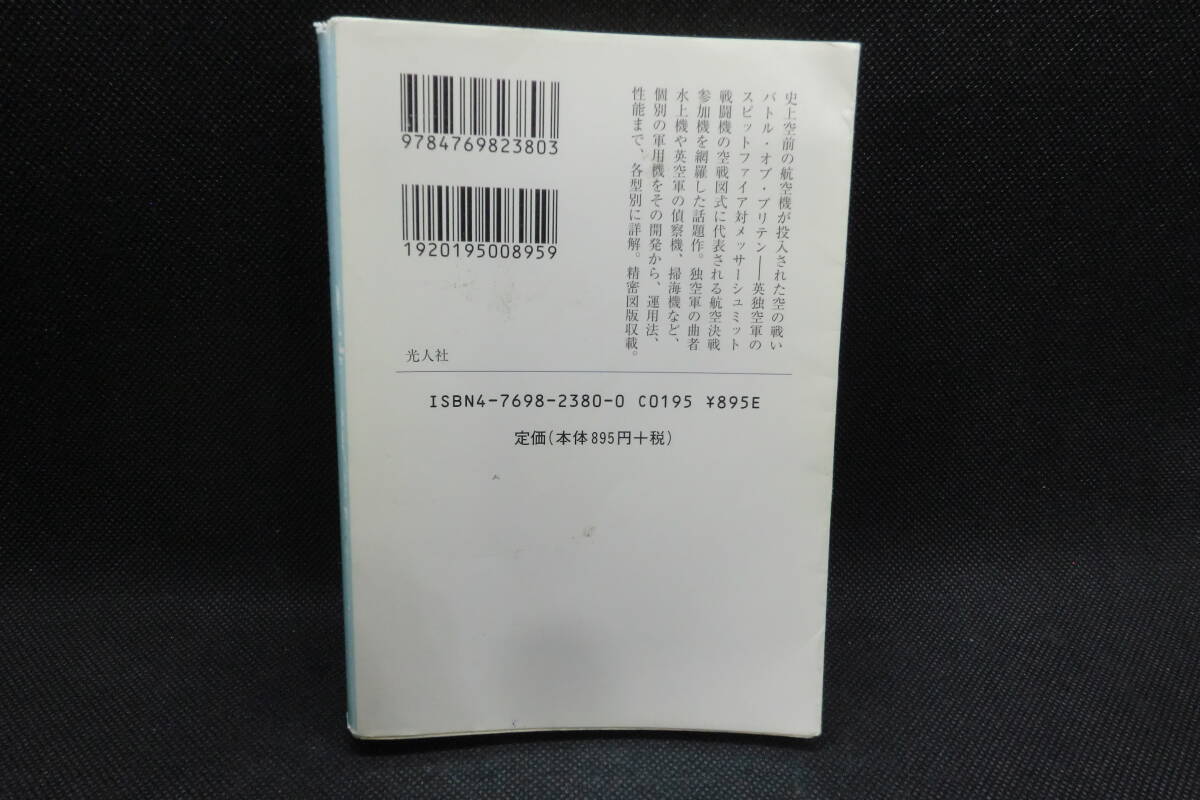 9784769823803
1920195008959
史上空前の航空機が投入された空の戦い
バトル・オブ・ブリテン——英独空軍の
スピットファイア対メッサーシュミット
戦闘機の空戦図式に代表される航空決戦
参加機を網羅した話題作。独空軍の曲者
水上機や英空軍の偵察機、掃海機など、
個別の軍用機をその開発から、運用法、
性能まで、各型別に詳解。精密図版収載。
光人社
ISBN4-7698-2380-0 C0195 ¥895E
定価(本体895円+税)